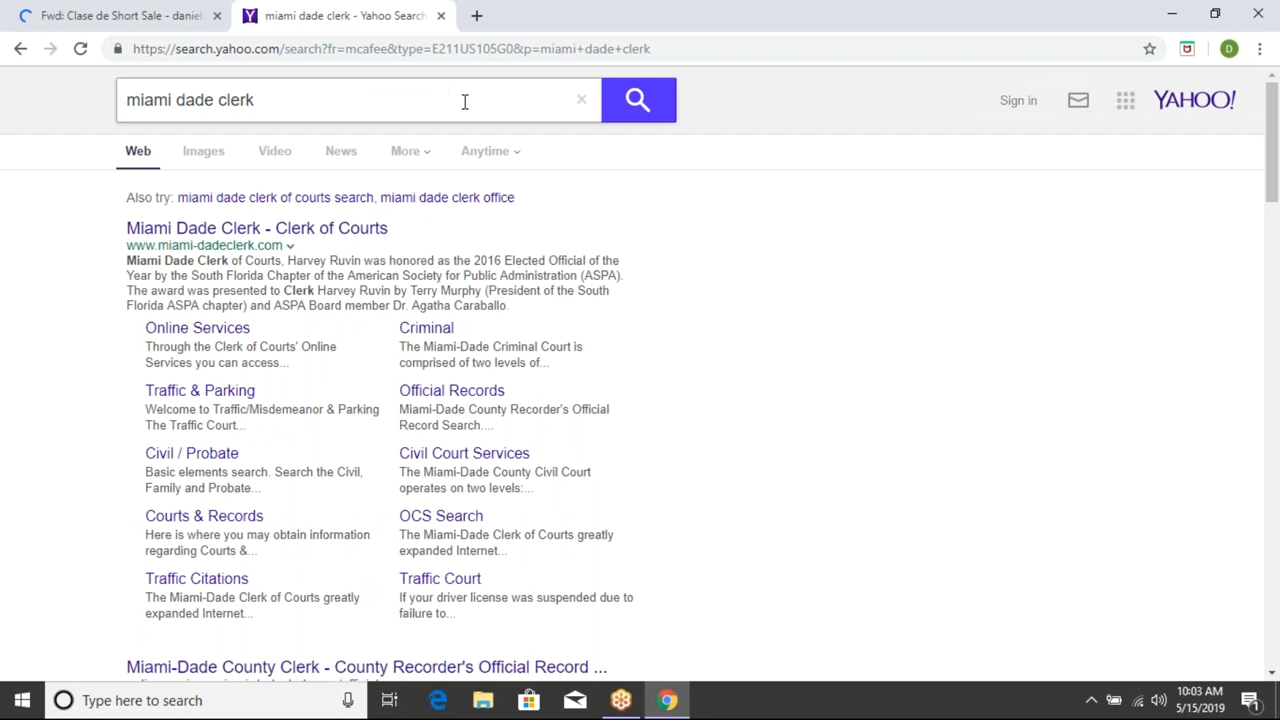 Fwd: Clase de Short Sale - daniel
miami dade clerk - Yahoo Search
https://search.yahoo.com/search?fr=mcafee&type=E211US105G0&p=miami+dade+clerk
D
miami dade clerk
Sign in
YAHOO!
Web Images Video News More Anytime
Also try: miami dade clerk of courts search, miami dade clerk office
Miami Dade Clerk - Clerk of Courts
www.miami-dadeclerk.com
Miami Dade Clerk of Courts, Harvey Ruvin was honored as the 2016 Elected Official of the
Year by the South Florida Chapter of the American Society for Public Administration (ASPA).
The award was presented to Clerk Harvey Ruvin by Terry Murphy (President of the South
Florida ASPA chapter) and ASPA Board member Dr. Agatha Caraballo.
Online Services
Through the Clerk of Courts' Online
Services you can access...
Criminal
The Miami-Dade Criminal Court is
comprised of two levels of...
Traffic & Parking
Welcome to Traffic/Misdemeanor & Parking
The Traffic Court...
Official Records
Miami-Dade County Recorder's Official
Record Search....
Civil / Probate
Basic elements search. Search the Civil,
Family and Probate...
Civil Court Services
The Miami-Dade County Civil Court
operates on two levels:...
Courts & Records
Here is where you may obtain information
regarding Courts &...
OCS Search
The Miami-Dade Clerk of Courts greatly
expanded Internet...
Traffic Citations
The Miami-Dade Clerk of Courts greatly
expanded Internet...
Traffic Court
If your driver license was suspended due to
failure to...
Miami-Dade County Clerk - County Recorder's Official Record ...
Type here to search
10:03 AM
5/15/2019
1